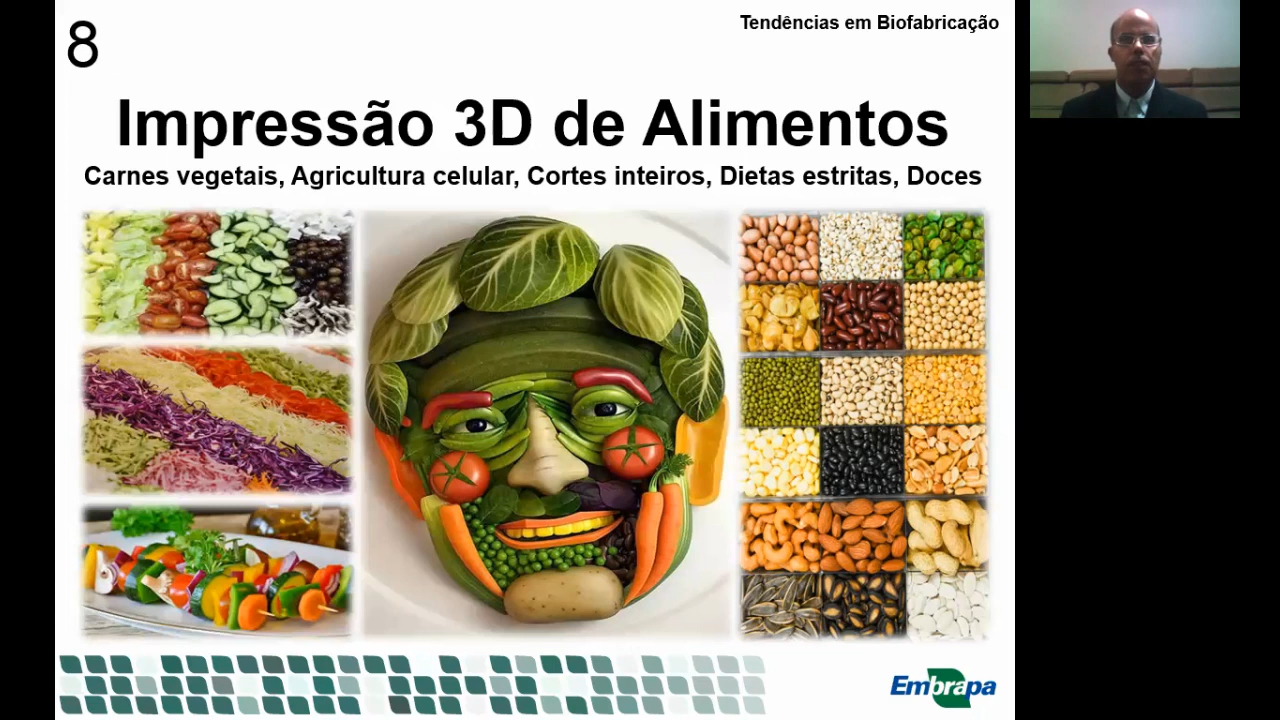 8
Tendências em Biofabricação
Impressão 3D de Alimentos
Carnes vegetais, Agricultura celular, Cortes inteiros, Dietas estritas, Doces
Embrapa